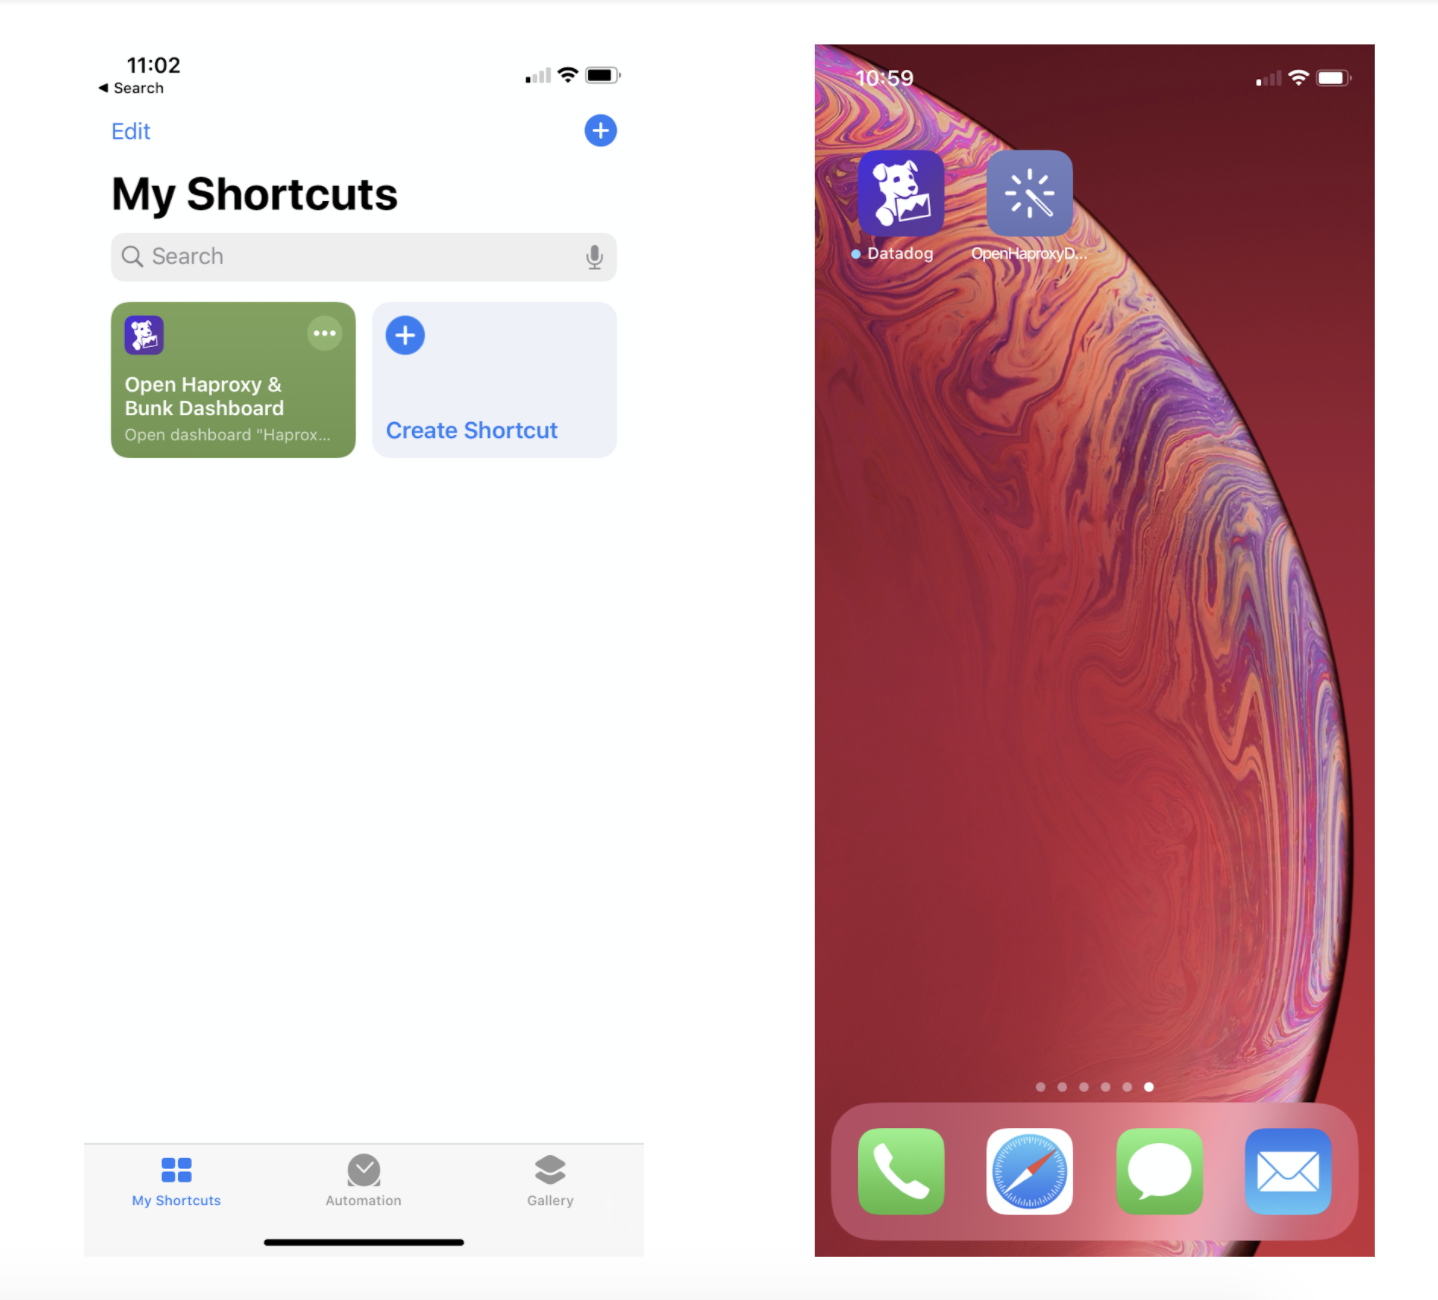 11:02
◀ Search
Edit
My Shortcuts
Search
Open Haproxy &
Bunk Dashboard
Open dashboard "Haprox...
Create Shortcut
My Shortcuts
Automation
Gallery
10:59
Datadog
OpenHaproxyD...